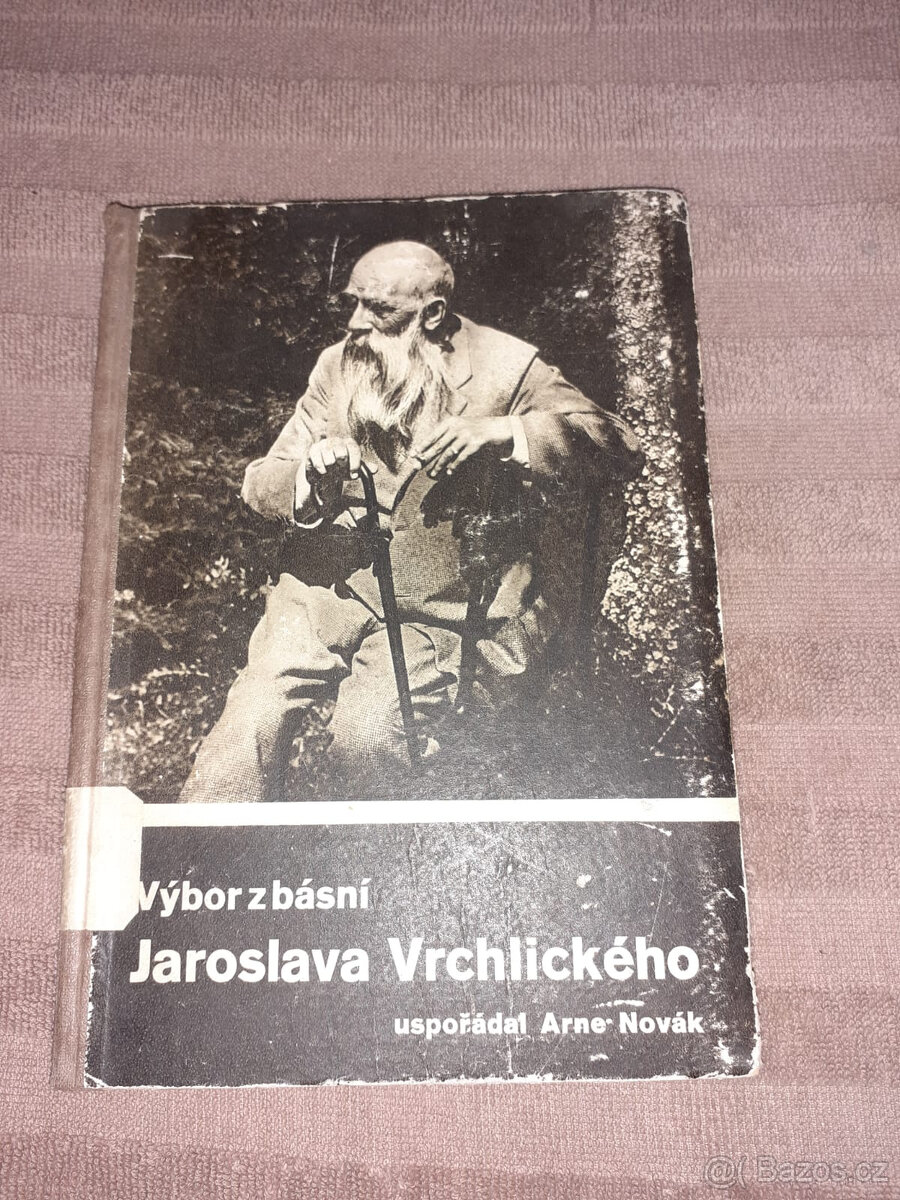 Výbor z básní
Jaroslava Vrchlického
uspořádal Arne Novák
@( Bazos.cz